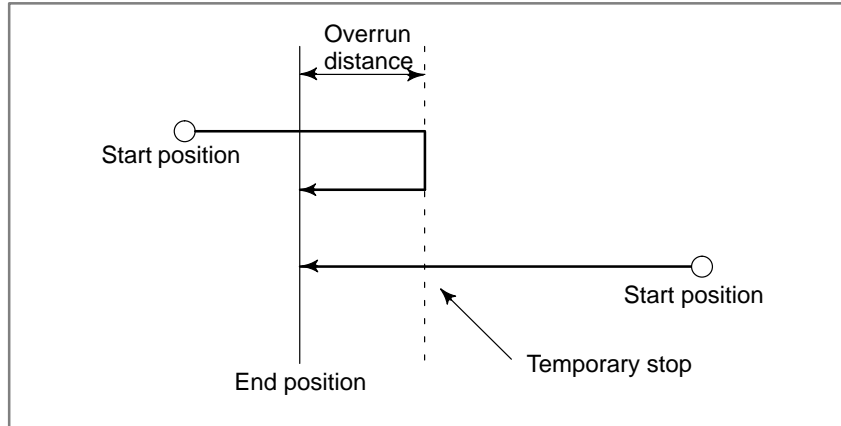 Overrun
distance
Start position
Start position
Temporary stop
End position